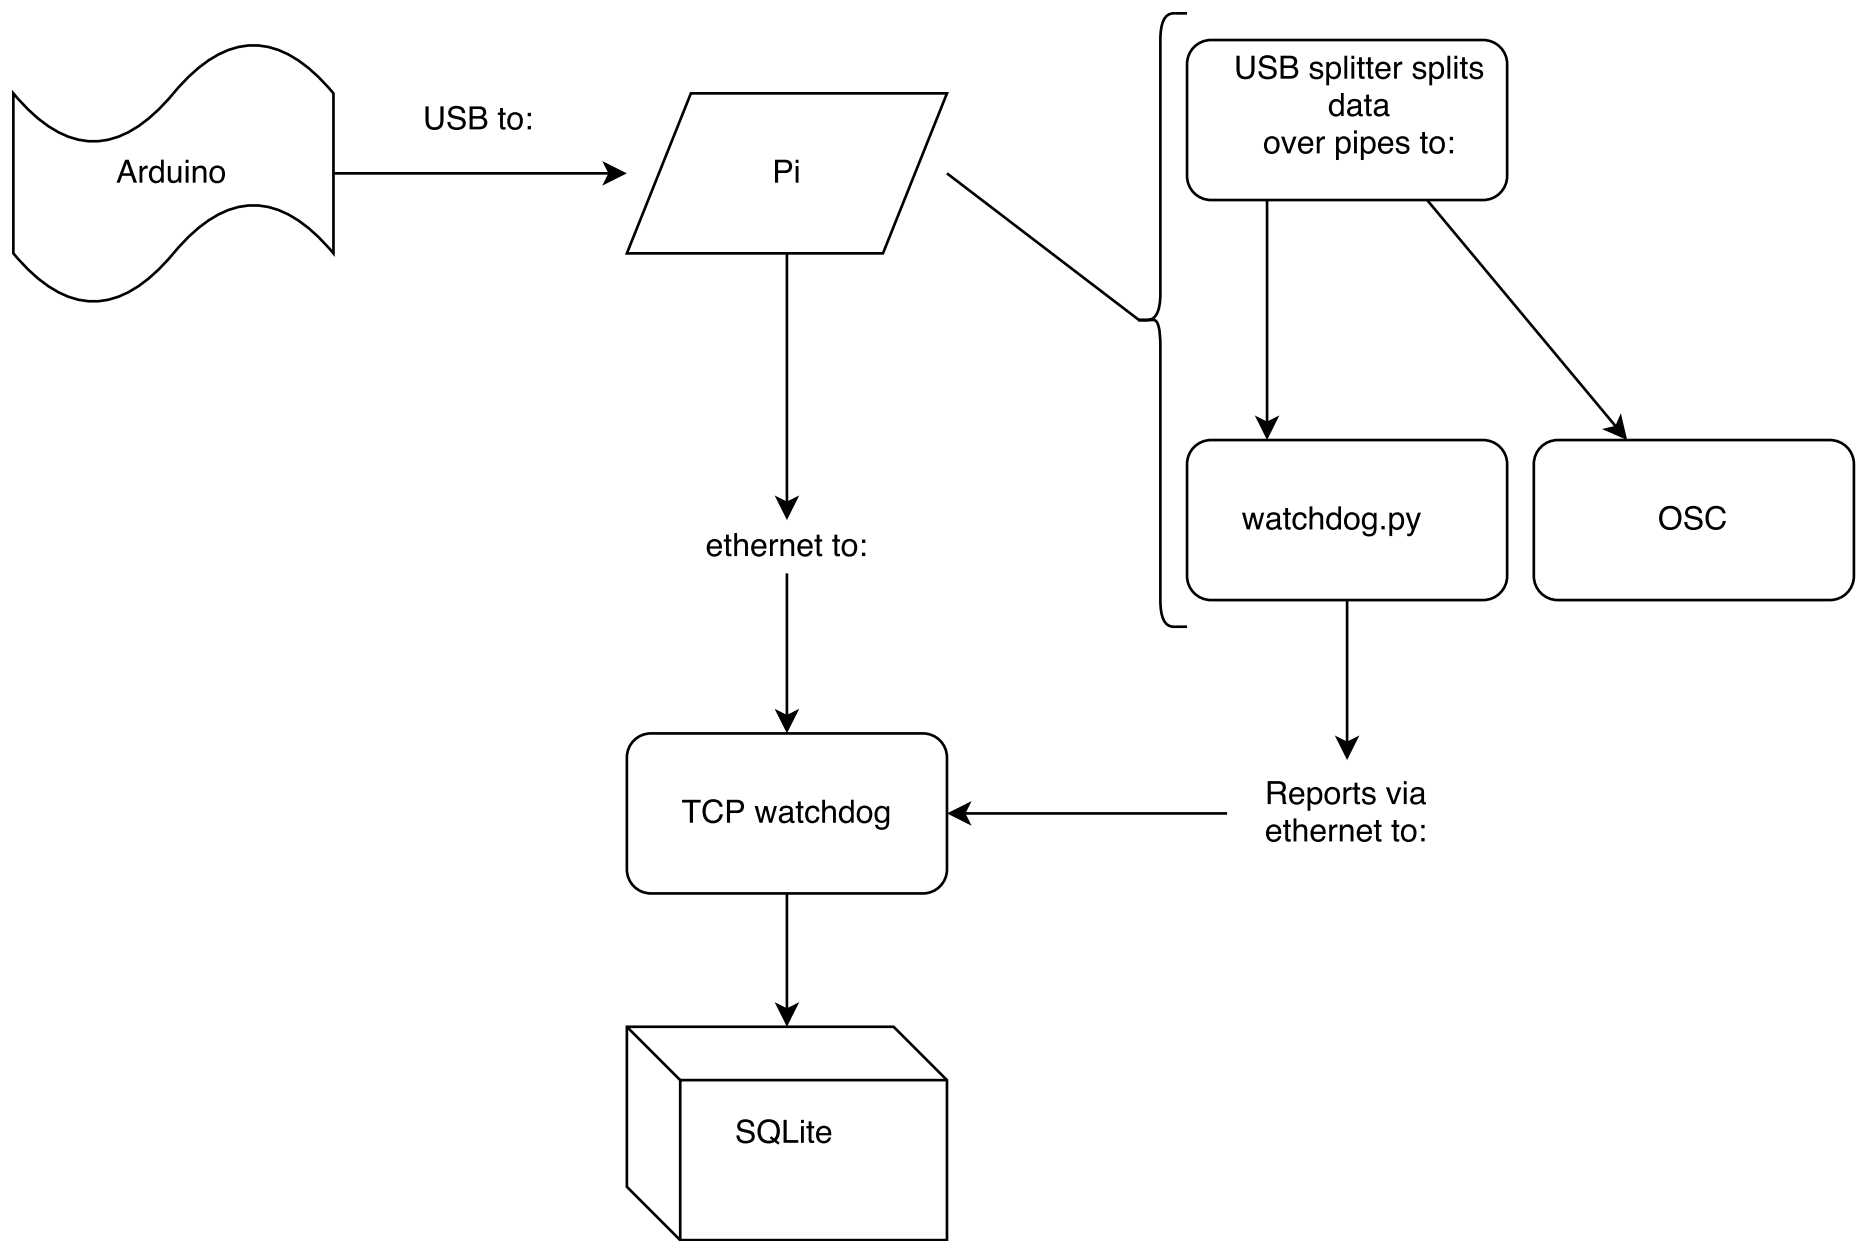 USB splitter splits
data
over pipes to:
USB to:
Arduino
Pi
watchdog.py
OSC
ethernet to:
Reports via
ethernet to:
TCP watchdog
SQLite